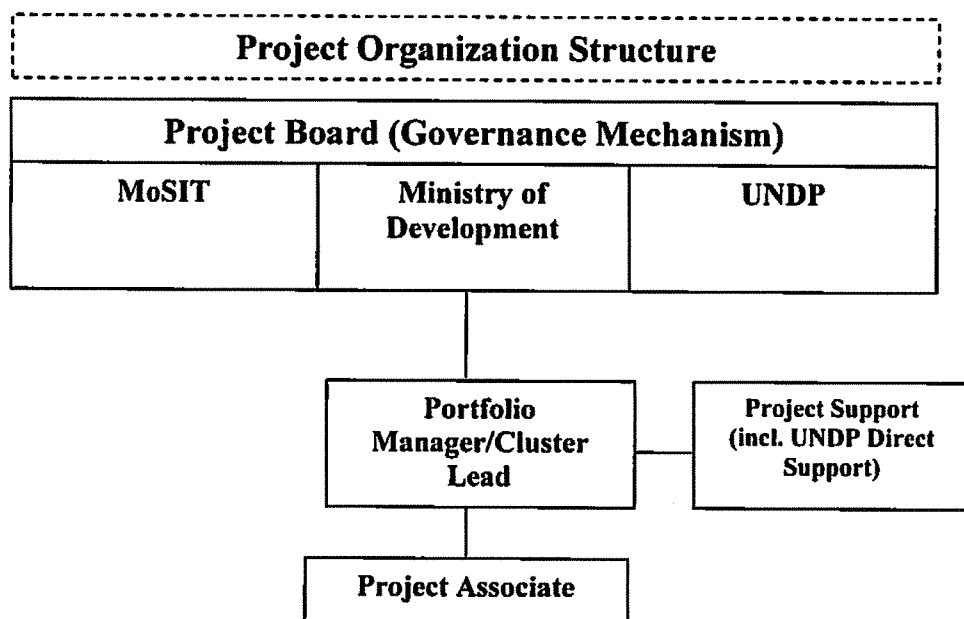 Project Organization Structure
Project Board (Governance Mechanism)
MoSIT
Ministry of
Development
UNDP
Portfolio
Manager/Cluster
Lead
Project Support
(incl. UNDP Direct
Support)
Project Associate